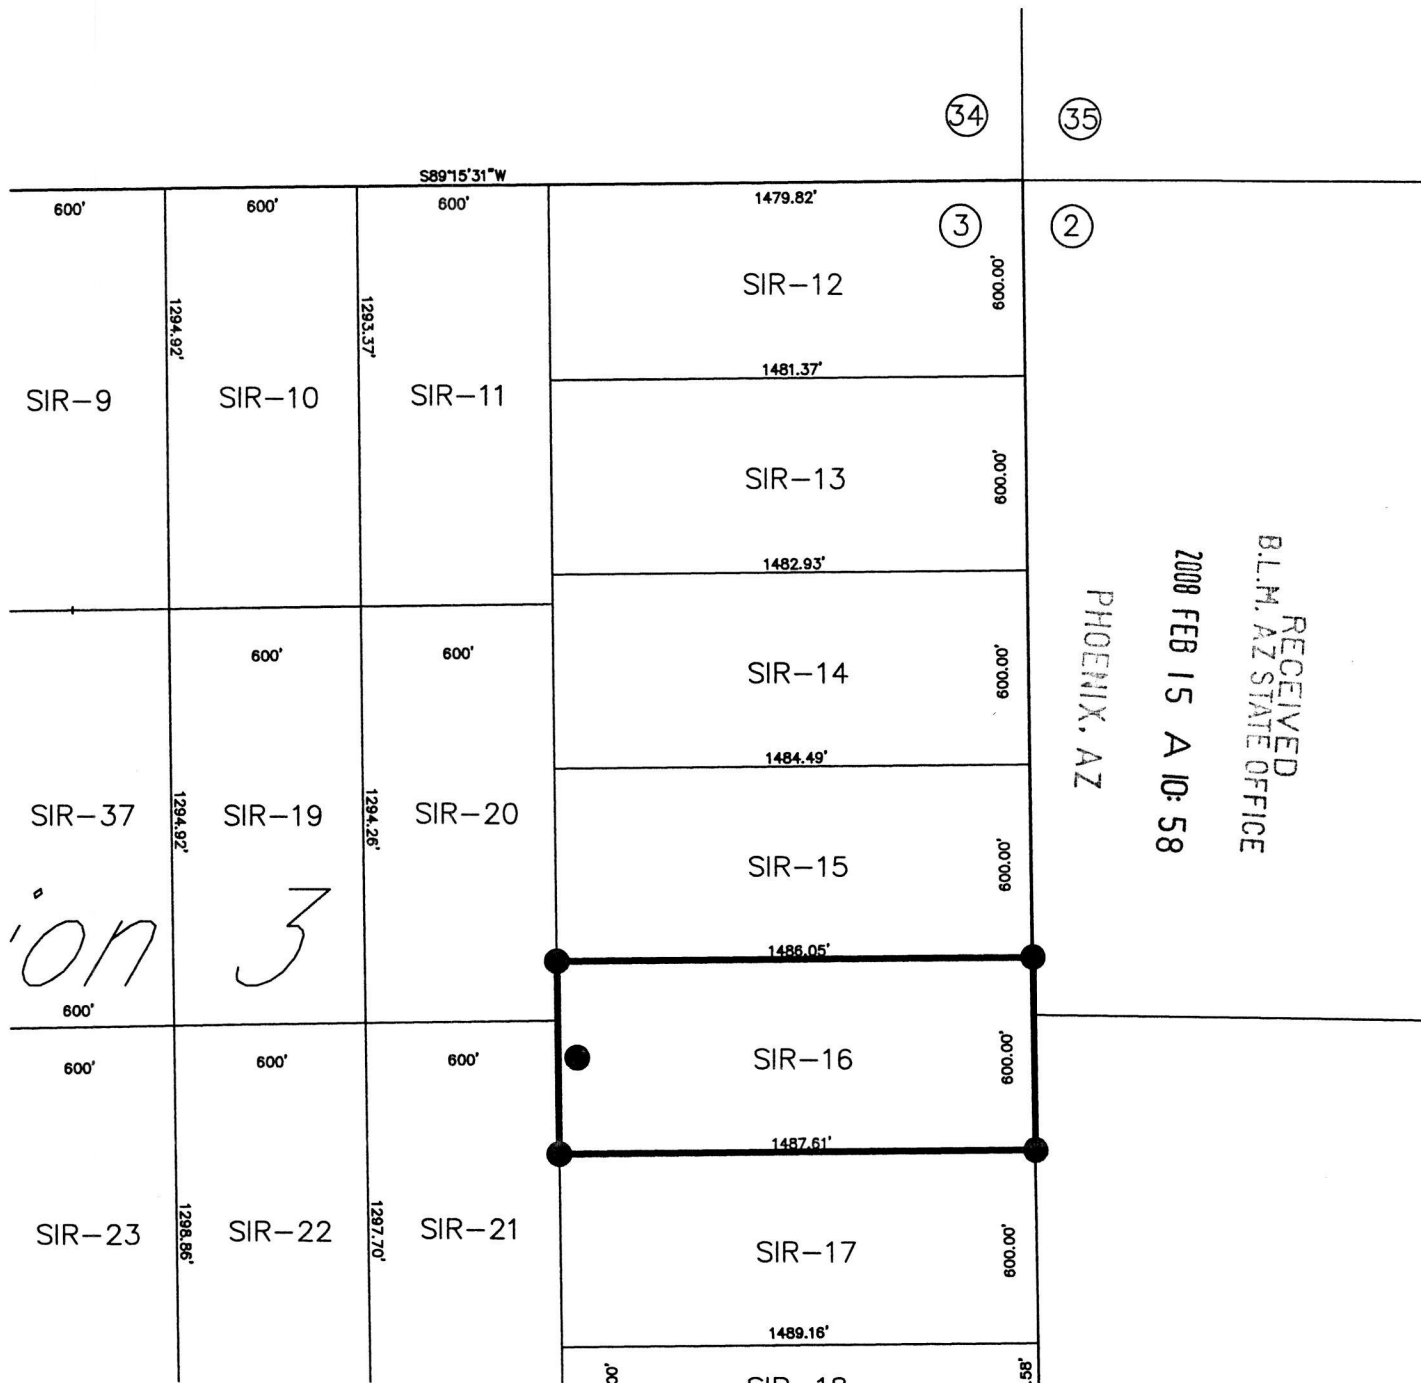 34
35
S89°15'31"W
600'
600'
600'
1479.82'
3
2
SIR-12
600.00'
1294.92'
1293.37'
1481.37'
SIR-9
SIR-10
SIR-11
SIR-13
600.00'
1482.93'
600'
600'
SIR-14
600.00'
1484.49'
SIR-37
1294.92'
SIR-19
1294.26'
SIR-20
SIR-15
600.00'
ion 3
1486.05'
600'
600'
600'
600'
SIR-16
600.00'
1487.61'
SIR-23
1298.86'
SIR-22
1297.70'
SIR-21
SIR-17
600.00'
1489.16'
00'
.58'
SIR-18
RECEIVED
B.L.M. AZ STATE OFFICE
2008 FEB 15 A 10:58
PHOENIX, AZ